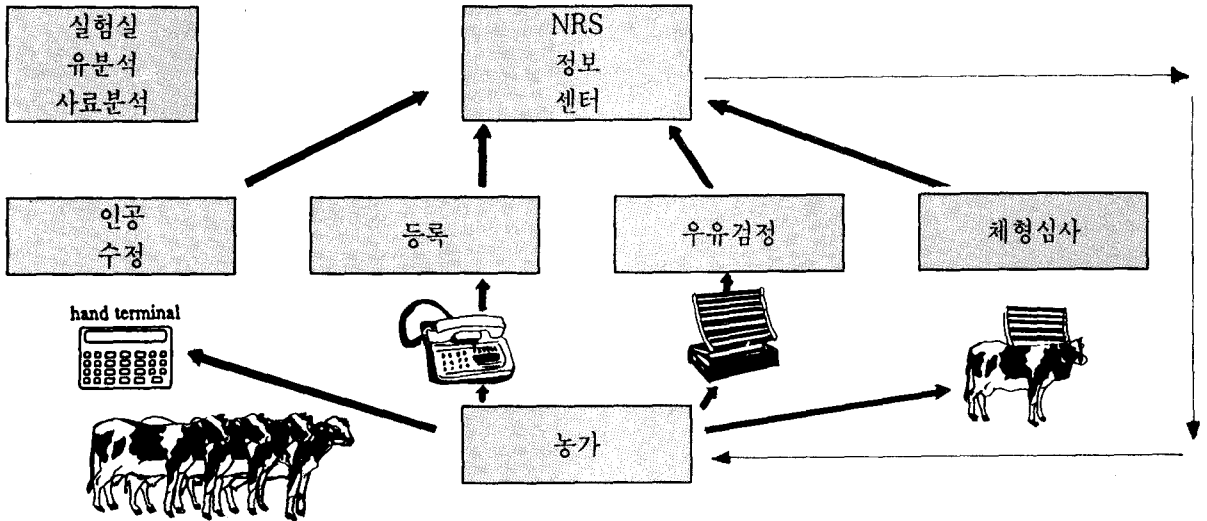 실험실
유분석
사료분석
NRS
정보
센터
인공
수정
등록
우유검정
체형심사
hand terminal
농가